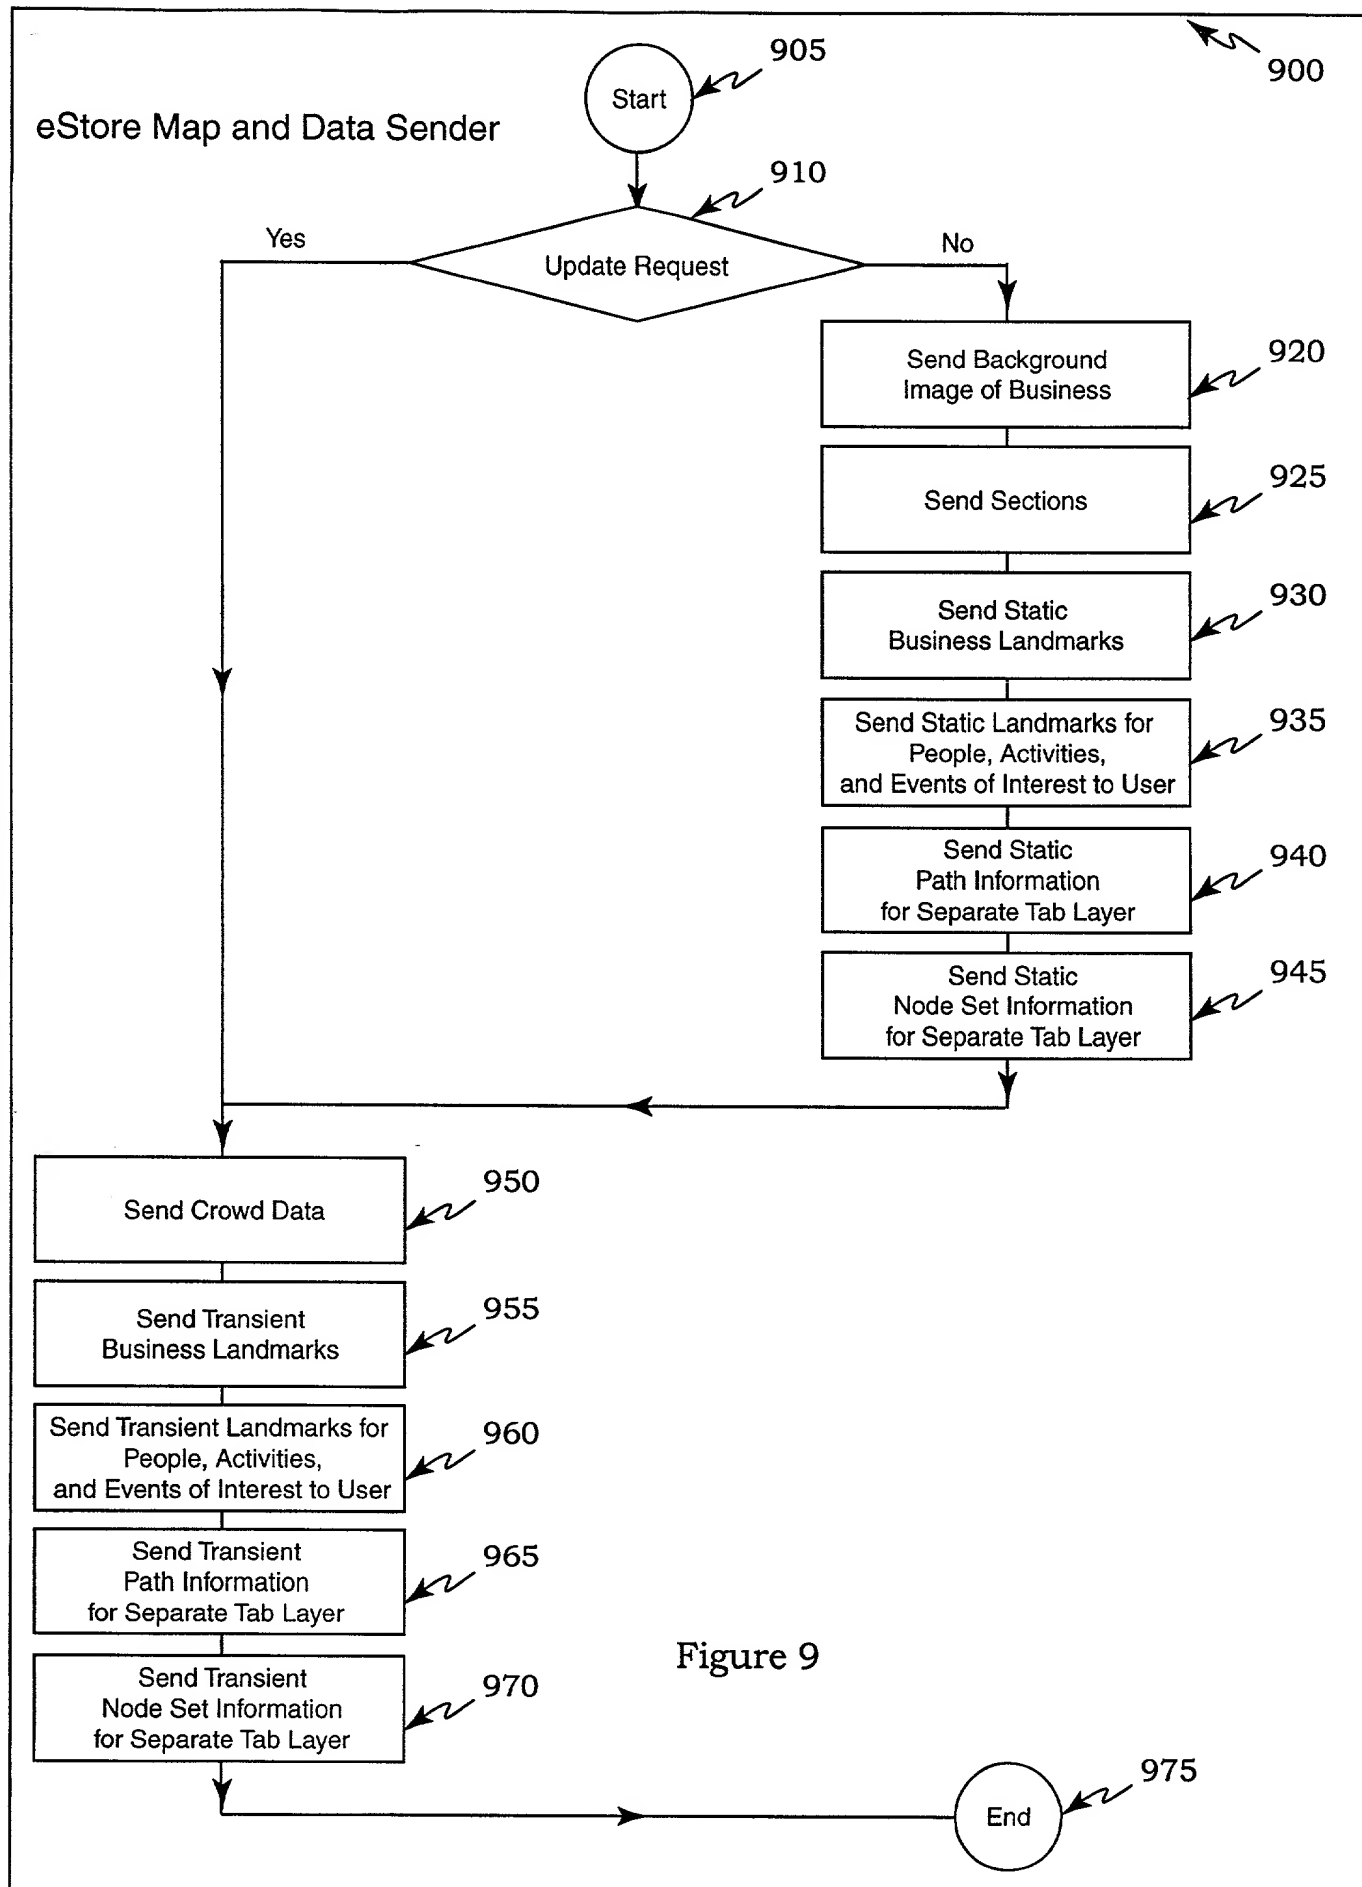 900
905
Start
eStore Map and Data Sender
910
Yes
Update Request
No
920
Send Background
Image of Business
925
Send Sections
930
Send Static
Business Landmarks
935
Send Static Landmarks for
People, Activities,
and Events of Interest to User
940
Send Static
Path Information
for Separate Tab Layer
945
Send Static
Node Set Information
for Separate Tab Layer
950
Send Crowd Data
955
Send Transient
Business Landmarks
960
Send Transient Landmarks for
People, Activities,
and Events of Interest to User
965
Send Transient
Path Information
for Separate Tab Layer
970
Send Transient
Node Set Information
for Separate Tab Layer
Figure 9
975
End